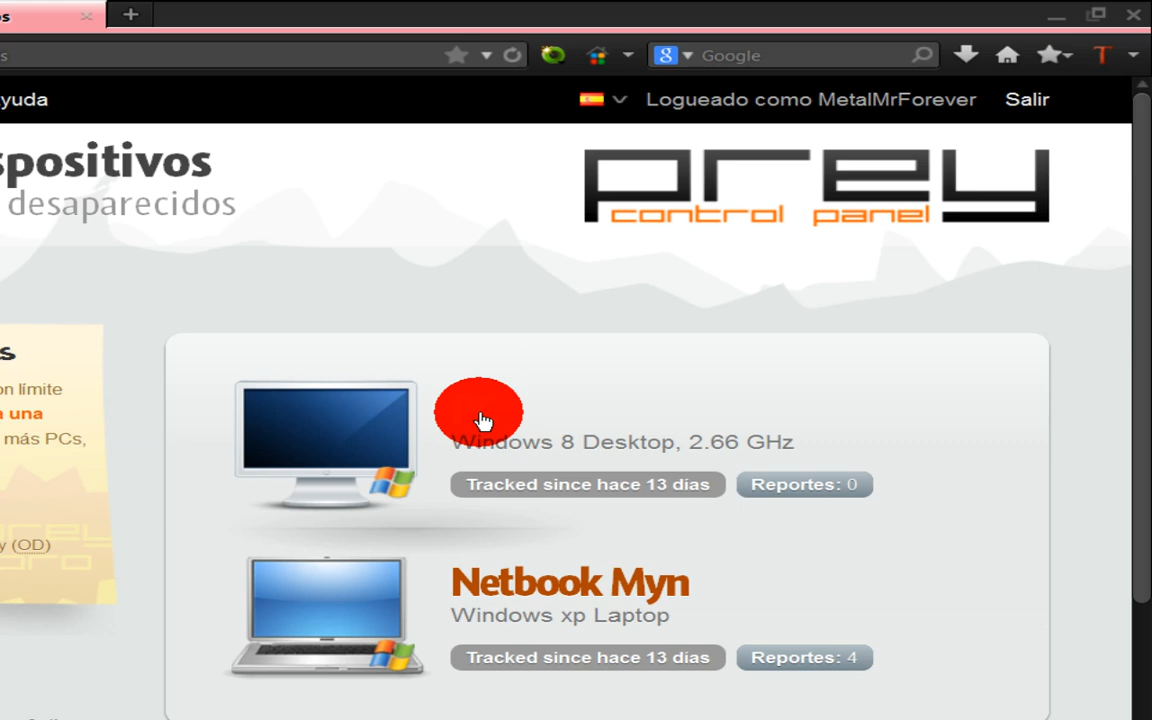 os
s
Google
yuda
Logueado como MetalMrForever
Salir
spositivos
desaparecidos
prey
control panel
s
on límite
a una
más PCs,
y (OD)
Windows 8 Desktop, 2.66 GHz
Tracked since hace 13 días
Reportes: 0
Netbook Myn
Windows xp Laptop
Tracked since hace 13 días
Reportes: 4